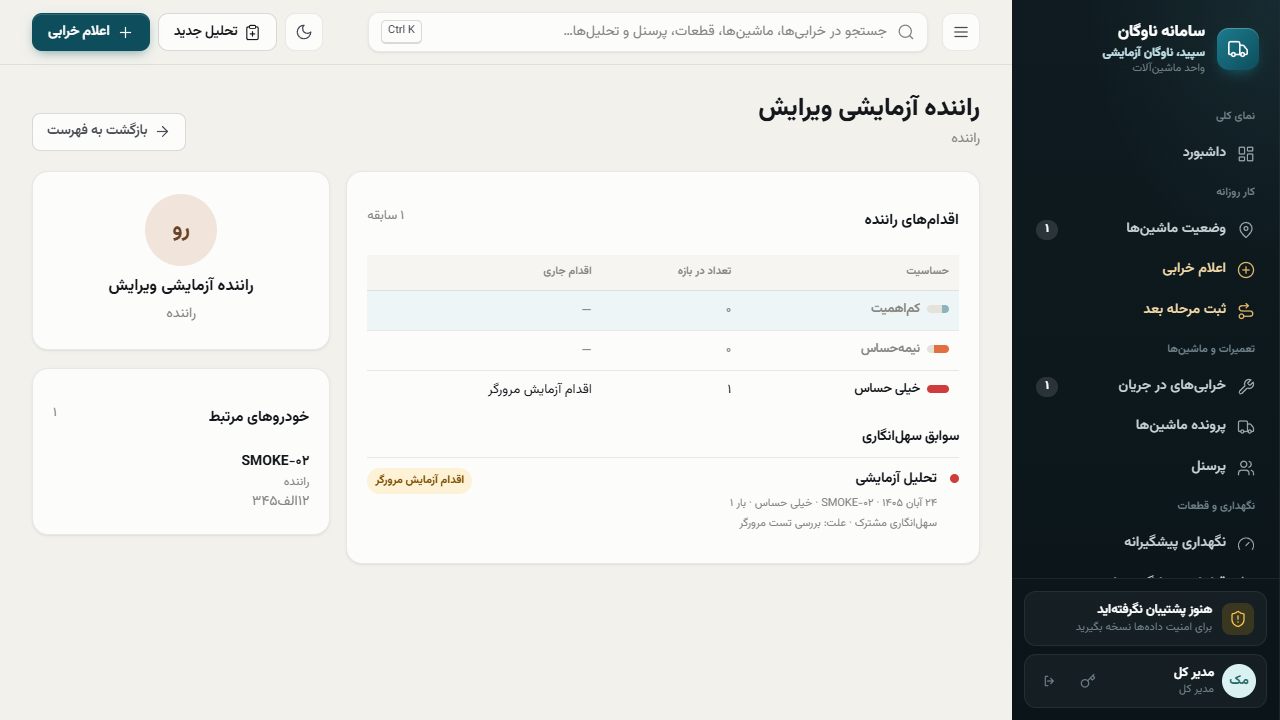 سامانه ناوگان
سپید، ناوگان آزمایشی
واحد ماشین‌آلات
نمای کلی
داشبورد
کار روزانه
وضعیت ماشین‌ها ۱
اعلام خرابی
ثبت مرحله بعد
تعمیرات و ماشین‌ها
خرابی‌های در جریان ۱
پرونده ماشین‌ها
پرسنل
نگهداری و قطعات
نگهداری پیشگیرانه
هنوز پشتیبان نگرفته‌اید
برای امنیت داده‌ها نسخه بگیرید
مک
مدیر کل
مدیر کل
جستجو در خرابی‌ها، ماشین‌ها، قطعات، پرسنل و تحلیل‌ها...
Ctrl K
تحلیل جدید
اعلام خرابی
راننده آزمایشی ویرایش
راننده
بازگشت به فهرست
اقدام‌های راننده
۱ سابقه
حساسیت تعداد در بازه اقدام جاری
کم‌اهمیت ۰ —
نیمه‌حساس ۰ —
خیلی حساس ۱ اقدام آزمایش مرورگر
سوابق سهل‌انگاری
تحلیل آزمایشی
اقدام آزمایش مرورگر
۲۴ آبان ۱۴۰۵ · SMOKE-۰۲ · خیلی حساس · بار ۱
سهل‌انگاری مشترک · علت: بررسی تست مرورگر
رو
راننده آزمایشی ویرایش
راننده
خودروهای مرتبط
۱
SMOKE-۰۲
راننده
۱۲الف۳۴۵